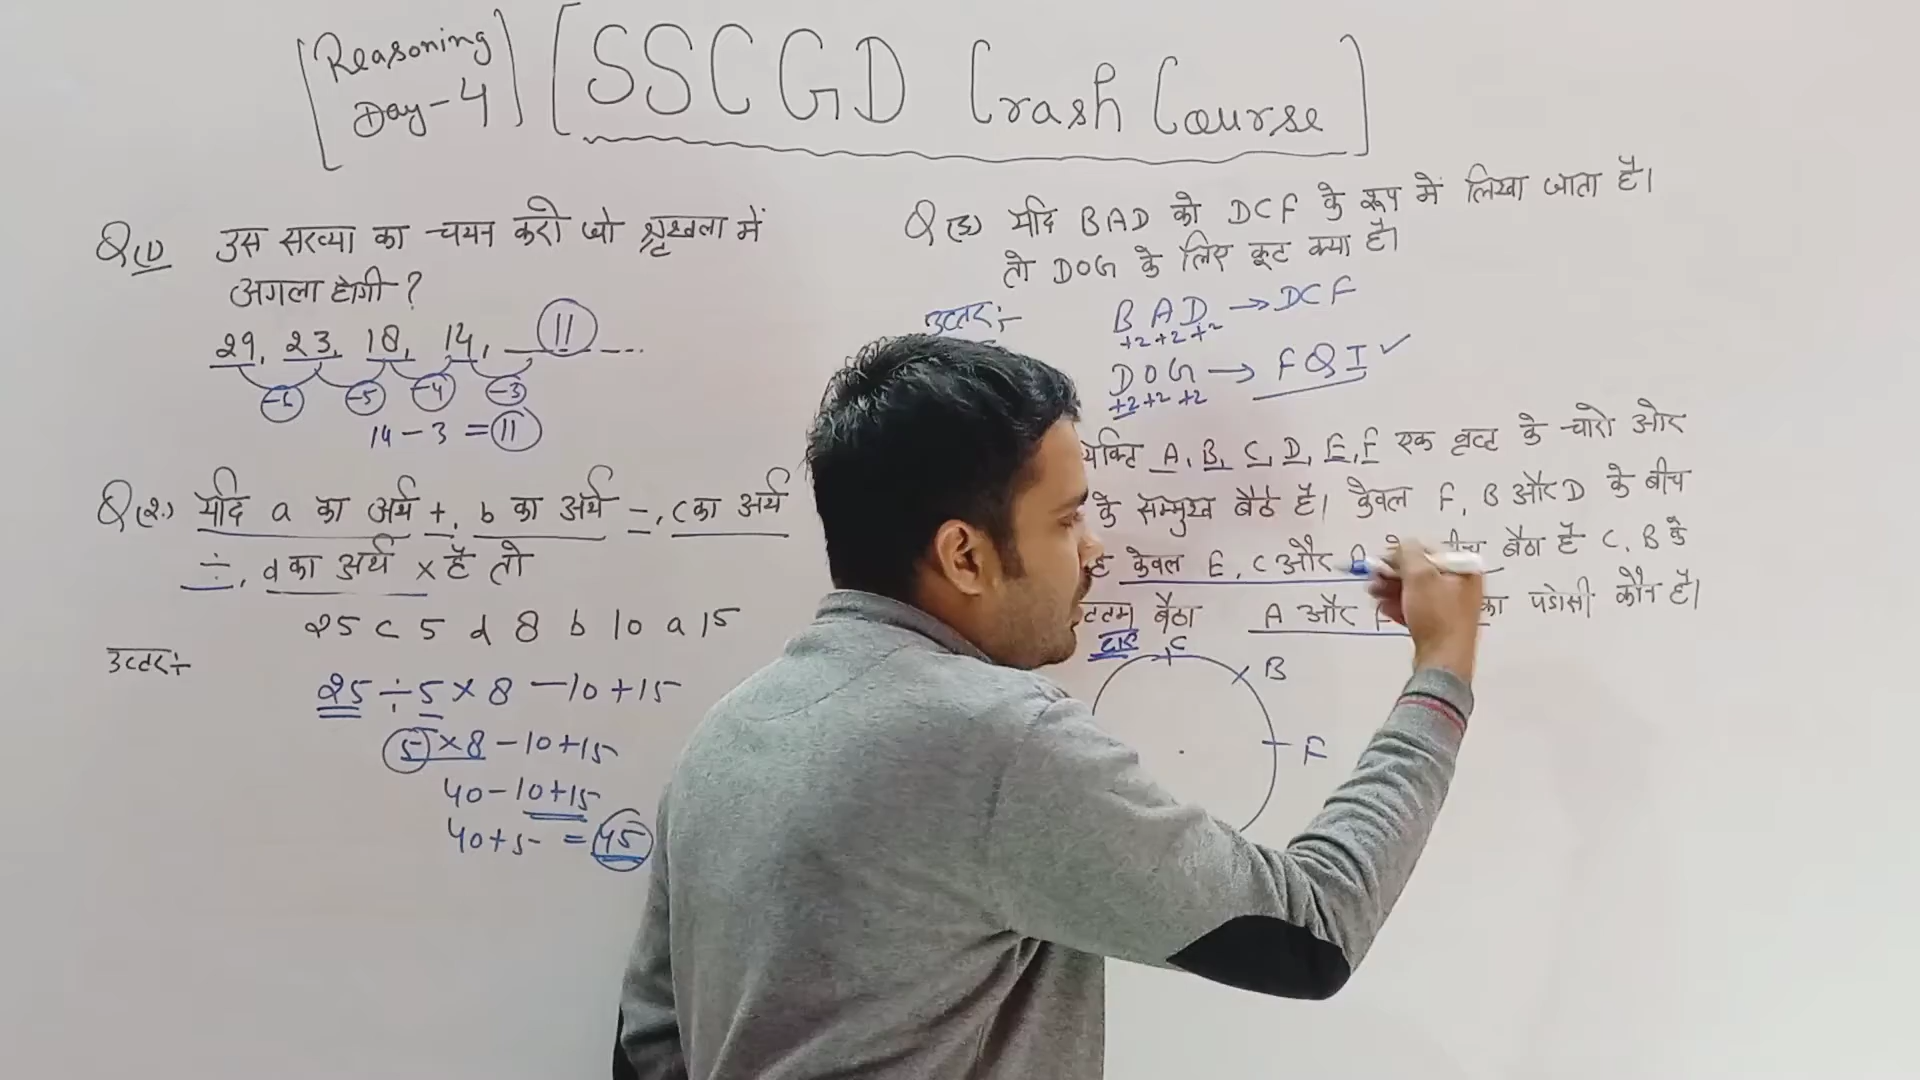 Reasoning
Day-4
SSCGD Crash Course
Q(1) उस सरव्या का चयन करो जो श्रृखला में
अगला होगी?
29, 23, 18, 14, 11 ...
-6 -5 -4 -3
14-3 = 11
Q(2.) यदि a का अर्थ +, b का अर्थ -, c का अर्थ
÷, d का अर्थ × है तो
25 c 5 d 8 b 10 a 15
उत्तर:-
25 ÷ 5 × 8 - 10 + 15
5 × 8 - 10 + 15
40 - 10 + 15
40 + 5 = 45
Q(3) यदि BAD को DCF के रूप में लिखा जाता है।
तो DOG के लिए कूट क्या है।
उत्तर:-
BAD → DCF
+2 +2 +2
DOG → FQI ✓
+2 +2 +2
A, B, C, D, E, F एक वृत्त के चारो ओर
के सम्मुख बैठे है। केवल F, B और D के बीच
है केवल E, C और बैठा है C, B के
बैठा A और का पडोसी कौन है।
C
B
F